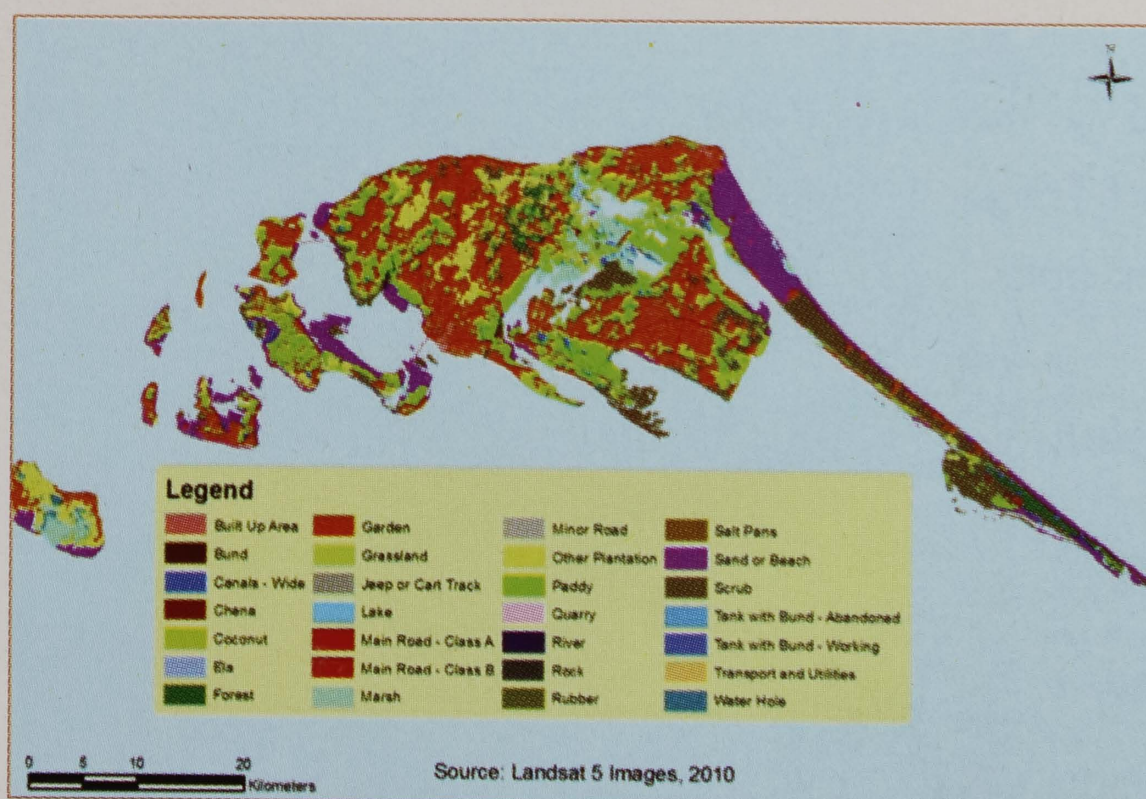 N
Legend
Built Up Area
Bund
Canals - Wide
Chena
Coconut
Ela
Forest
Garden
Grassland
Jeep or Cart Track
Lake
Main Road - Class A
Main Road - Class B
Marsh
Minor Road
Other Plantation
Paddy
Quarry
River
Rock
Rubber
Salt Pans
Sand or Beach
Scrub
Tank with Bund - Abandoned
Tank with Bund - Working
Transport and Utilities
Water Hole
0 5 10 20
Kilometers
Source: Landsat 5 Images, 2010